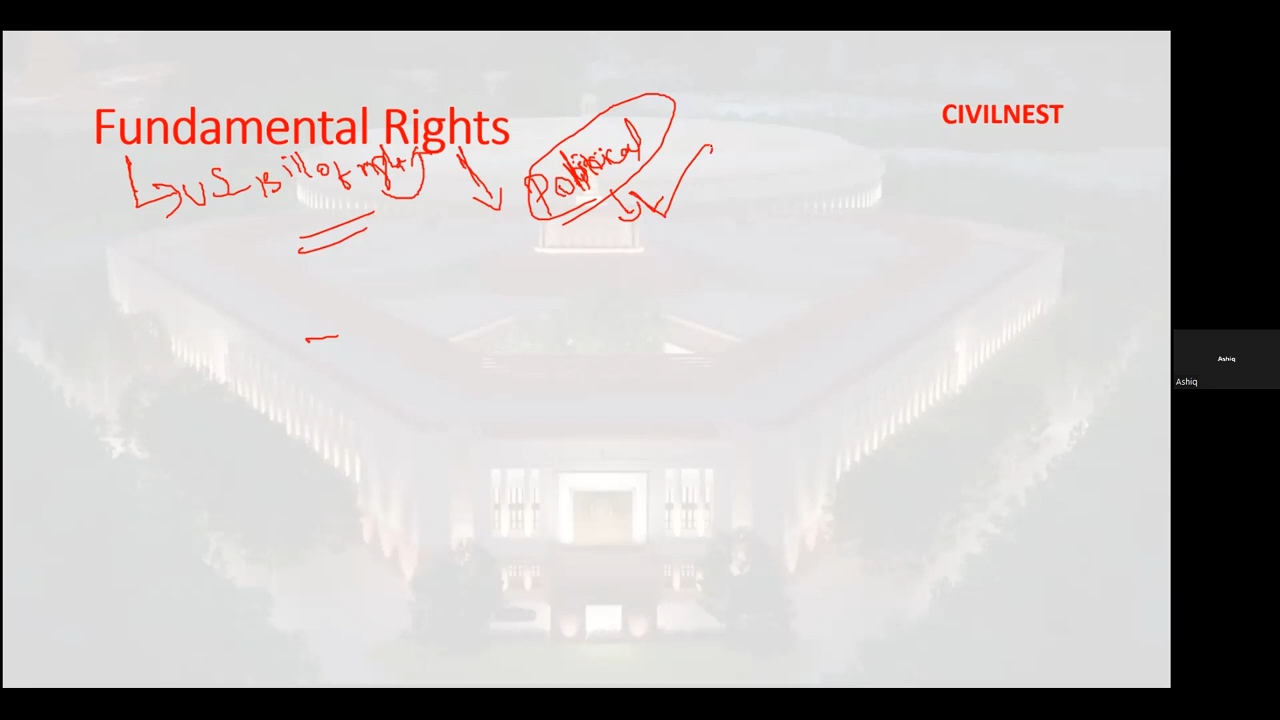 Fundamental Rights
CIVILNEST
US Bill of rights
Political
Ashiq
Ashiq